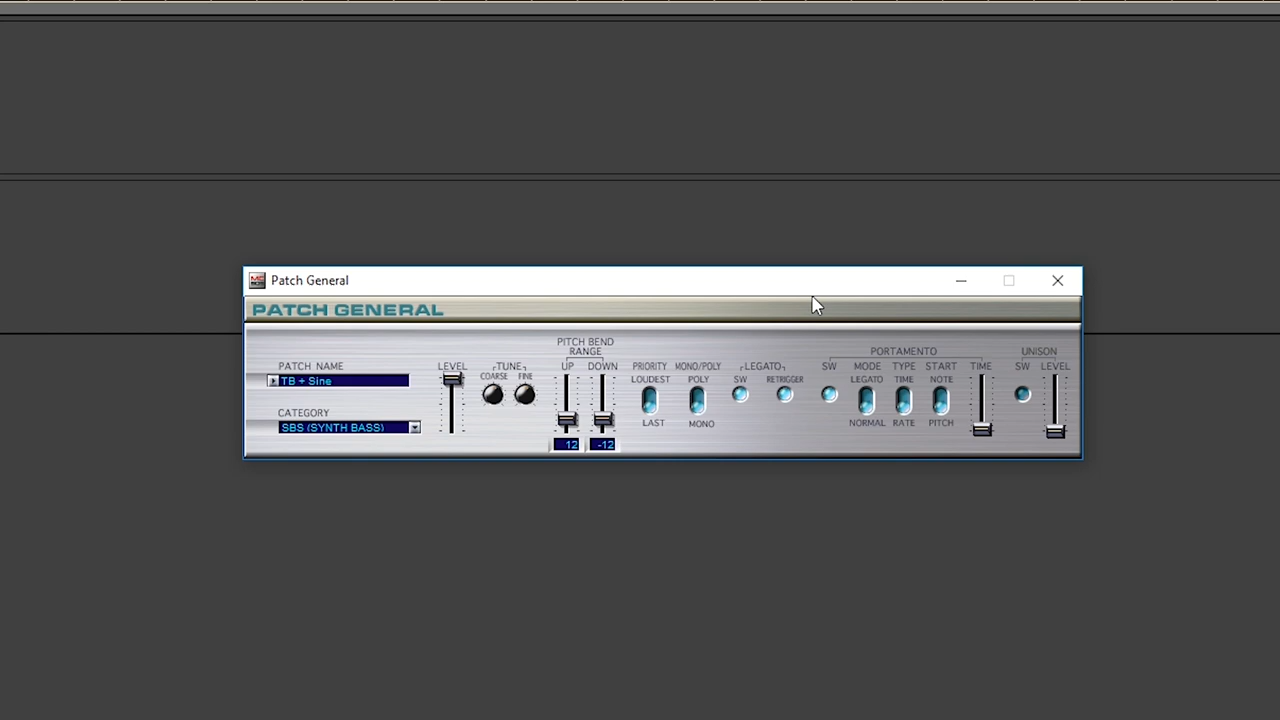 Patch General
PATCH GENERAL
PITCH BEND
RANGE
PORTAMENTO
UNISON
PATCH NAME
LEVEL
TUNE
UP
DOWN
PRIORITY
MONO/POLY
LEGATO
SW
MODE
TYPE
START
TIME
SW
LEVEL
COARSE
FINE
LOUDEST
POLY
SW
RETRIGGER
LEGATO
TIME
NOTE
TB + Sine
CATEGORY
LAST
MONO
NORMAL
RATE
PITCH
SBS (SYNTH BASS)
12
-12